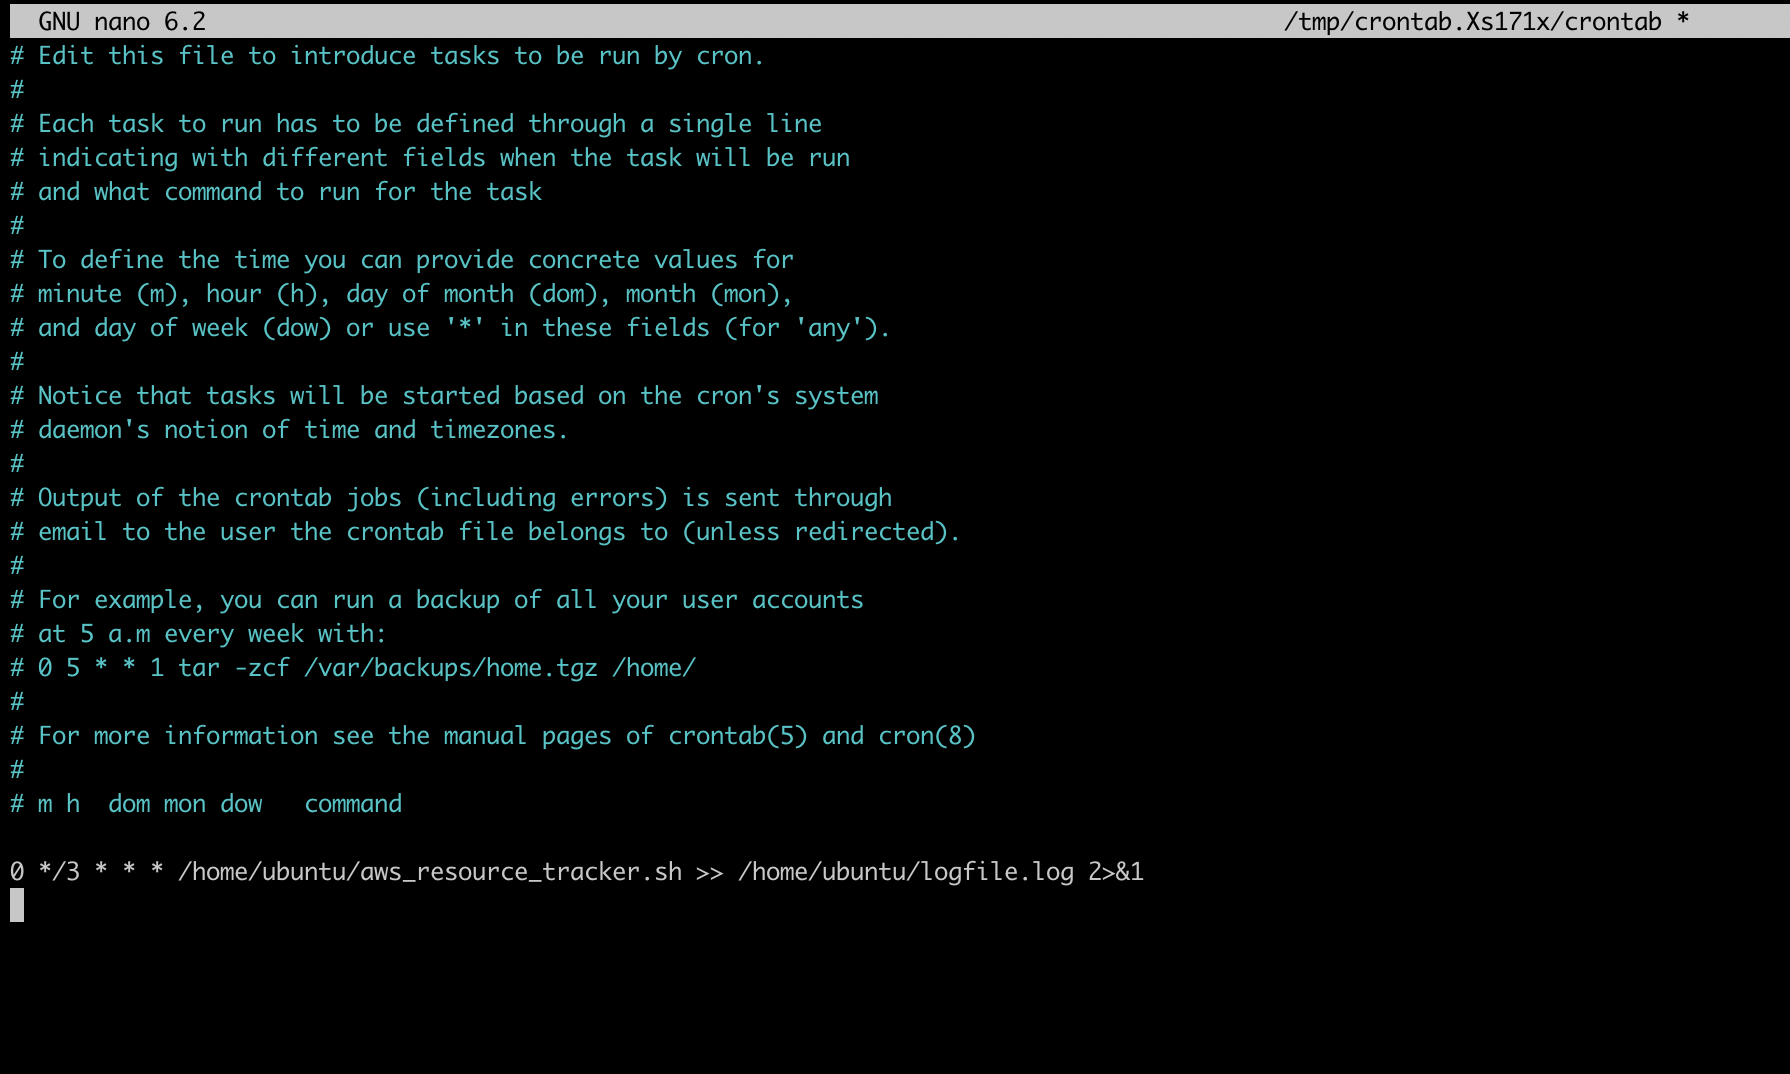 GNU nano 6.2 /tmp/crontab.Xs171x/crontab *
# Edit this file to introduce tasks to be run by cron.
#
# Each task to run has to be defined through a single line
# indicating with different fields when the task will be run
# and what command to run for the task
#
# To define the time you can provide concrete values for
# minute (m), hour (h), day of month (dom), month (mon),
# and day of week (dow) or use '*' in these fields (for 'any').
#
# Notice that tasks will be started based on the cron's system
# daemon's notion of time and timezones.
#
# Output of the crontab jobs (including errors) is sent through
# email to the user the crontab file belongs to (unless redirected).
#
# For example, you can run a backup of all your user accounts
# at 5 a.m every week with:
# 0 5 * * 1 tar -zcf /var/backups/home.tgz /home/
#
# For more information see the manual pages of crontab(5) and cron(8)
#
# m h  dom mon dow   command
0 */3 * * * /home/ubuntu/aws_resource_tracker.sh >> /home/ubuntu/logfile.log 2>&1